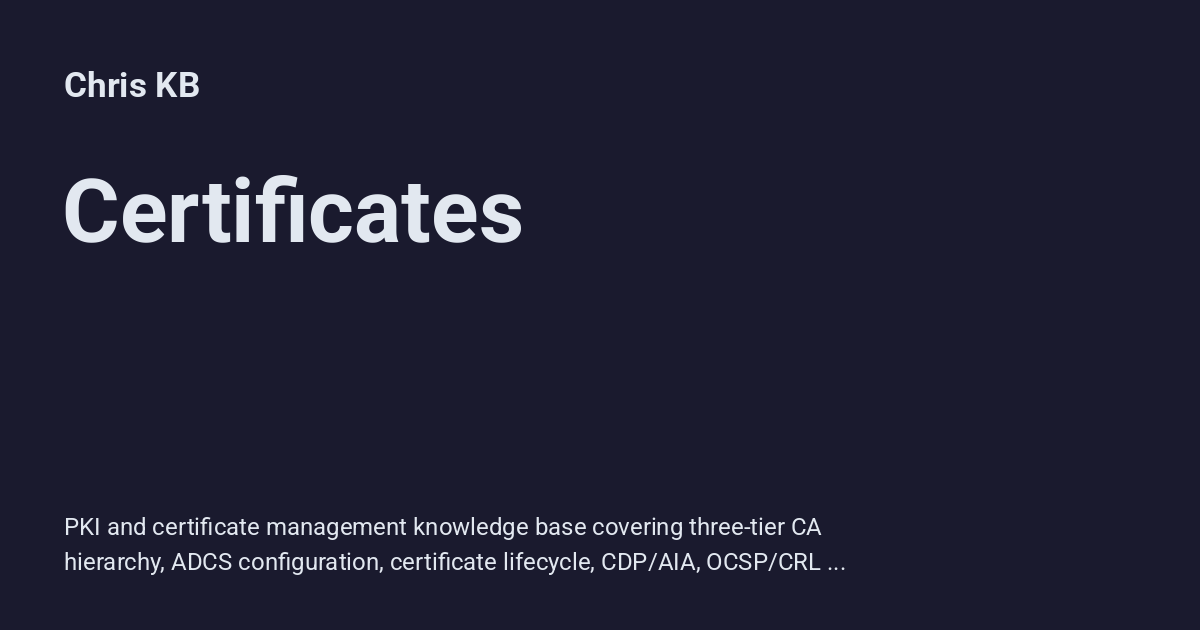 Chris KB
Certificates
PKI and certificate management knowledge base covering three-tier CA
hierarchy, ADCS configuration, certificate lifecycle, CDP/AIA, OCSP/CRL ...